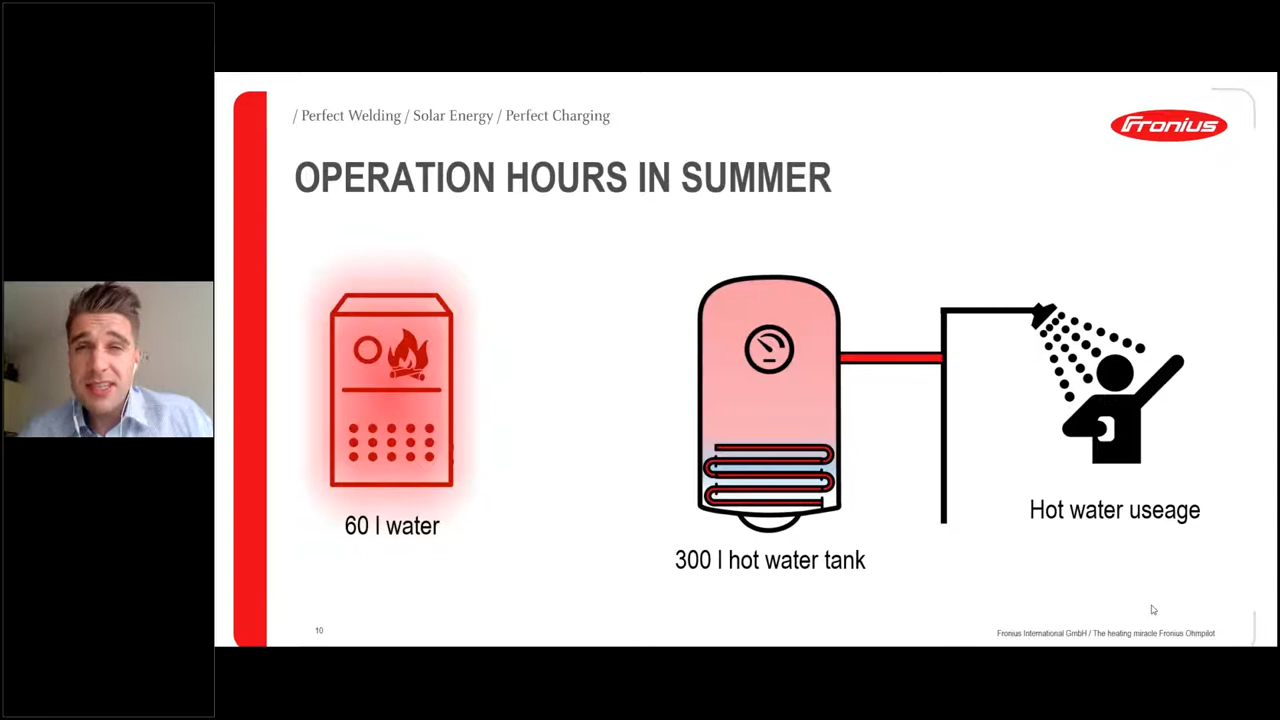 / Perfect Welding / Solar Energy / Perfect Charging
Fronius
OPERATION HOURS IN SUMMER
60 l water
300 l hot water tank
Hot water useage
10
Fronius International GmbH / The heating miracle Fronius Ohmpilot